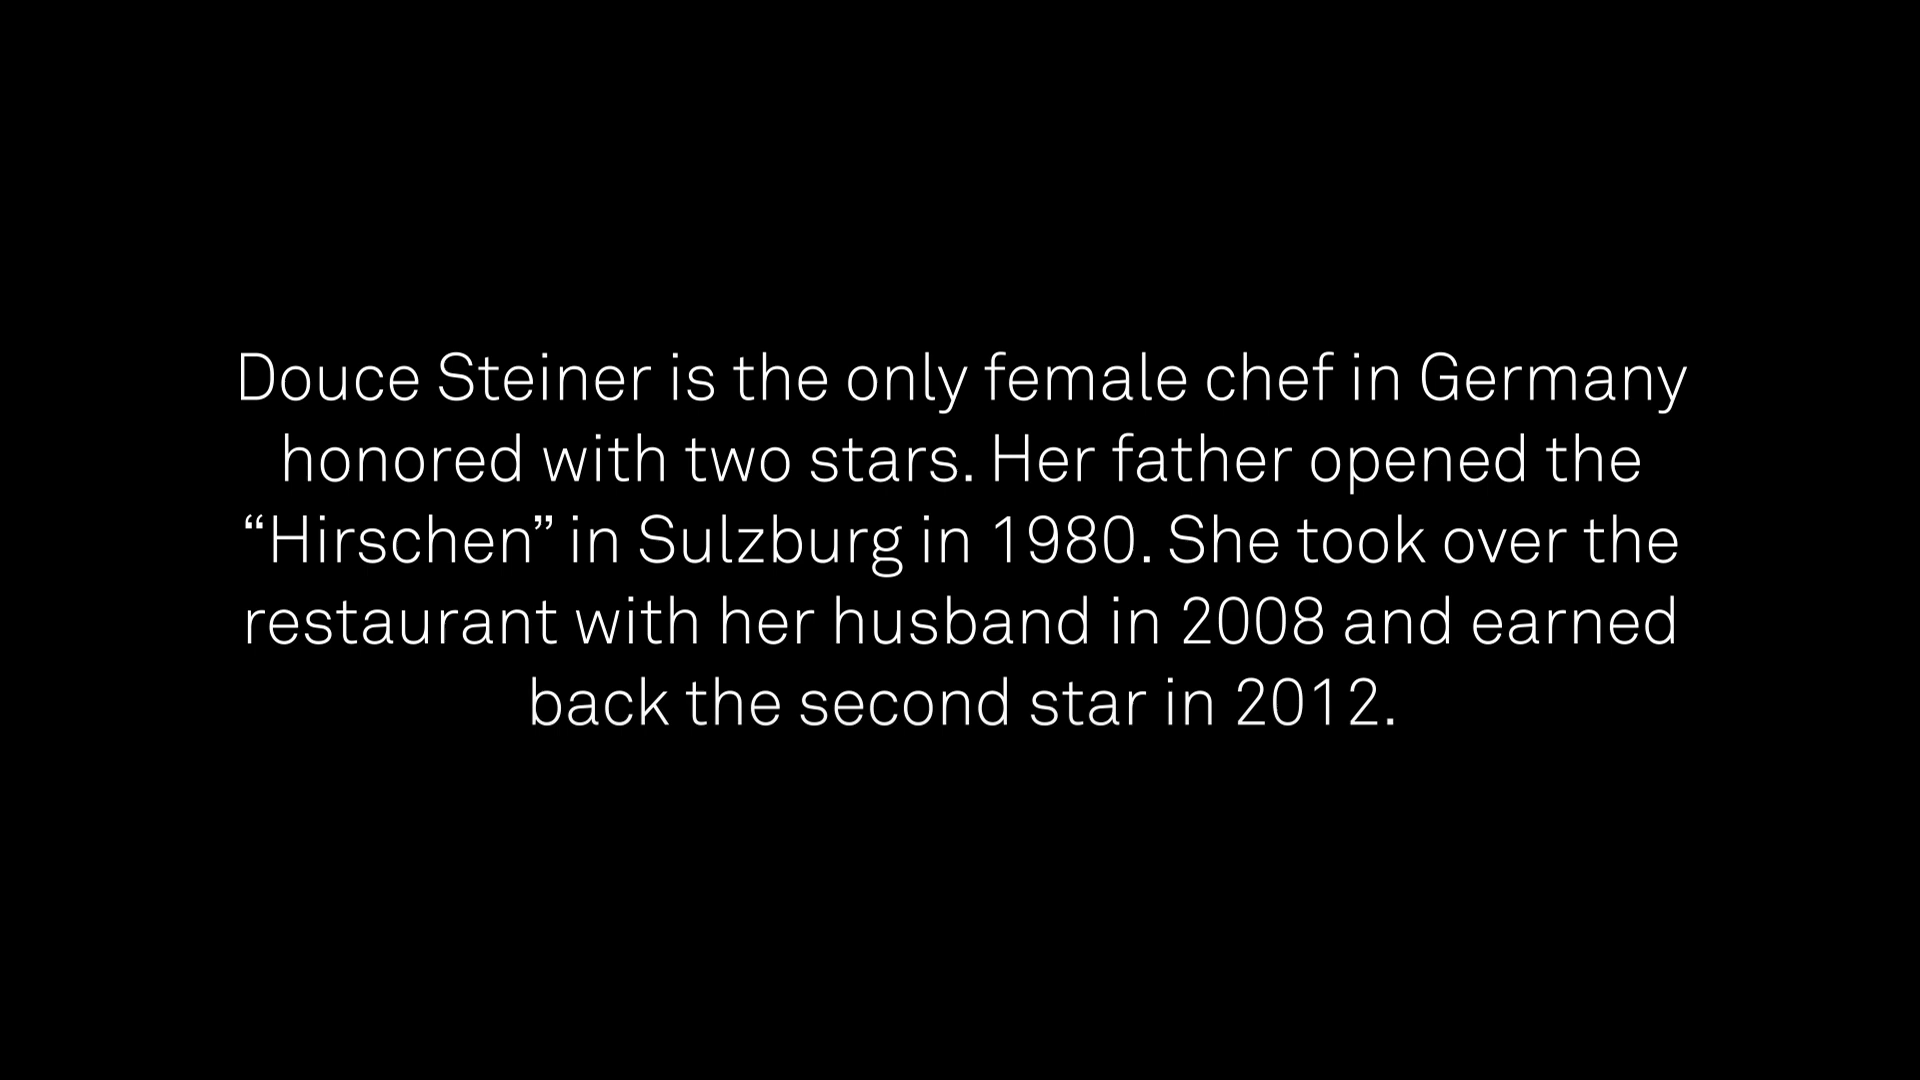 Douce Steiner is the only female chef in Germany
honored with two stars. Her father opened the
“Hirschen” in Sulzburg in 1980. She took over the
restaurant with her husband in 2008 and earned
back the second star in 2012.